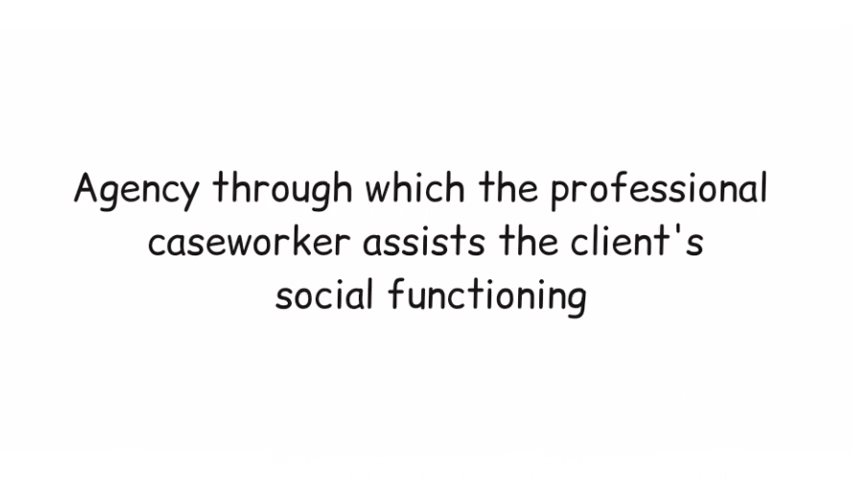 Agency through which the professional
caseworker assists the client's
social functioning